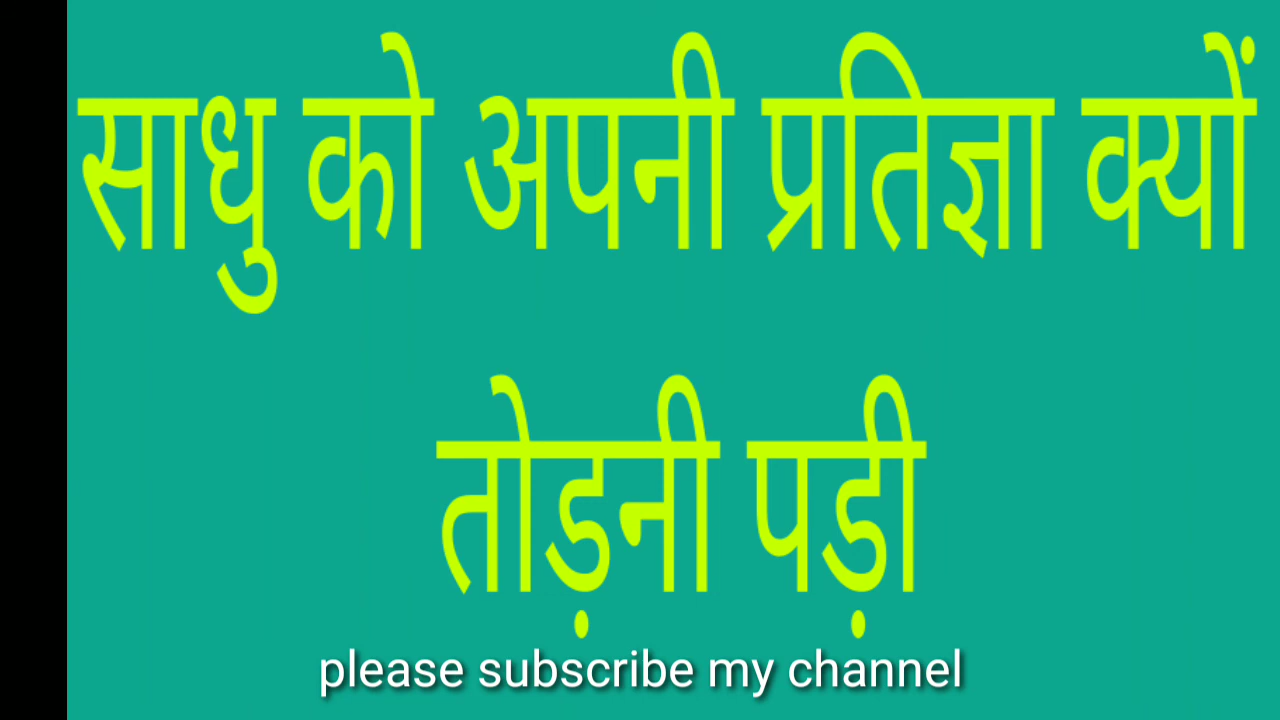 साधु को अपनी प्रतिज्ञा क्यों
तोड़नी पड़ी
please subscribe my channel